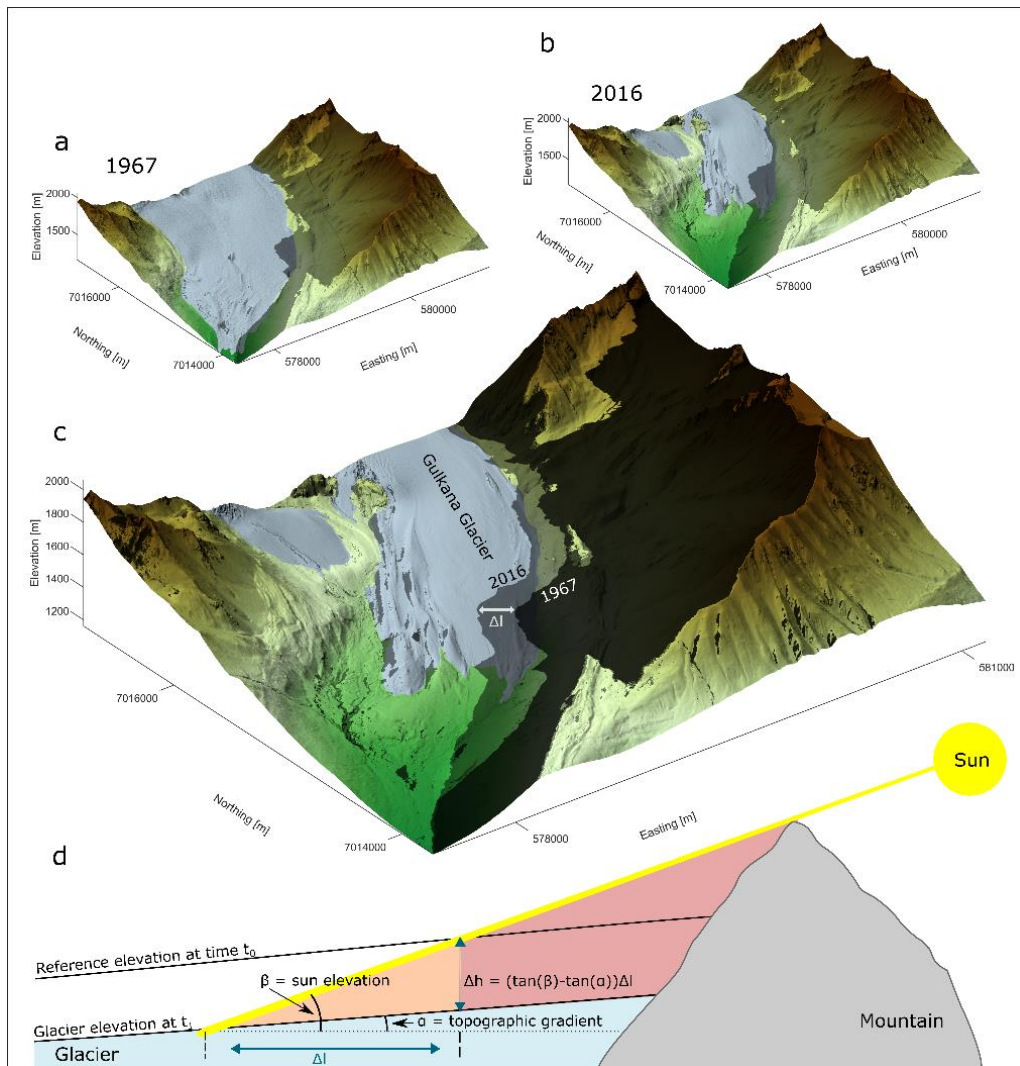 a
1967
Elevation [m]
2000
1500
7016000
7014000
Northing [m]
578000
580000
Easting [m]
b
2016
Elevation [m]
2000
1500
7016000
7014000
Northing [m]
578000
580000
Easting [m]
c
Elevation [m]
2000
1800
1600
1400
1200
Gulkana Glacier
2016
1967
Δl
7016000
7014000
Northing [m]
578000
581000
Easting [m]
Sun
d
Reference elevation at time t₀
β = sun elevation
Δh = (tan(β)-tan(α))Δl
Glacier elevation at tᵢ
α = topographic gradient
Glacier
Δl
Mountain